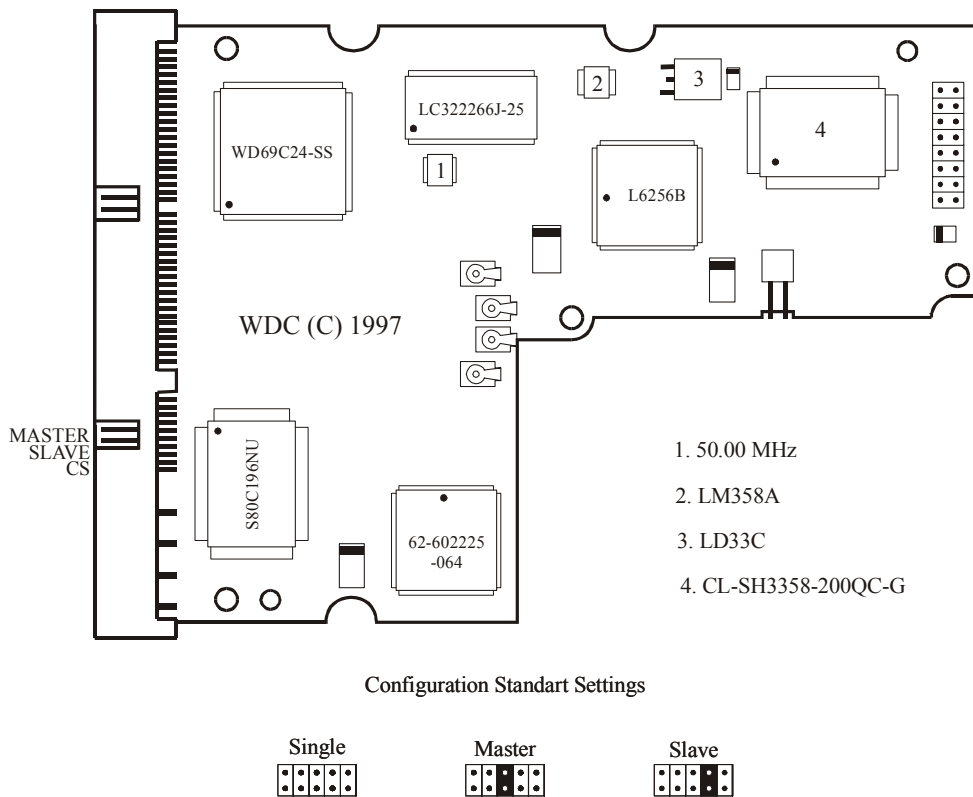 2
3
LC322266J-25
4
WD69C24-SS
1
L6256B
WDC (C) 1997
MASTER
SLAVE
CS
S80C196NU
62-602225
-064
1. 50.00 MHz
2. LM358A
3. LD33C
4. CL-SH3358-200QC-G
Configuration Standart Settings
Single
Master
Slave